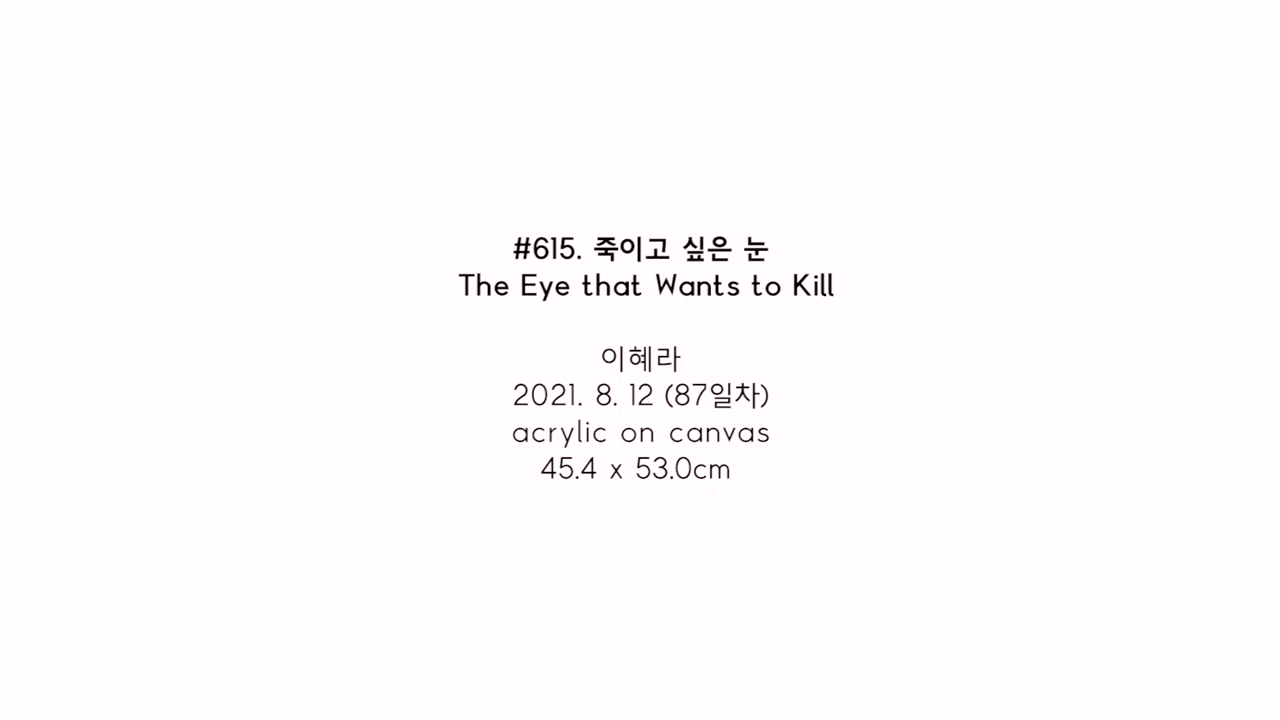 #615. 죽이고 싶은 눈
The Eye that Wants to Kill
이혜라
2021. 8. 12 (87일차)
acrylic on canvas
45.4 x 53.0cm